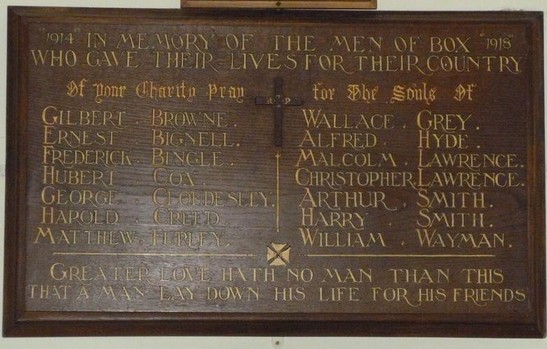 "1914" IN MEMORY OF THE MEN OF BOX "1918"
WHO GAVE THEIR LIVES FOR THEIR COUNTRY
Of Your Charity Pray for The Souls Of
GILBERT . BROWNE .
ERNEST . BIGNELL .
FREDERICK . BINGLE .
HUBERT . COX .
GEORGE . CLOUDESLEY .
HAROLD . CREED .
MATTHEW . FURLEY .
WALLACE . GREY .
ALFRED . HYDE .
MALCOLM . LAWRENCE .
CHRISTOPHER . LAWRENCE .
ARTHUR . SMITH .
HARRY . SMITH .
WILLIAM . WAYMAN .
GREATER LOVE HATH NO MAN THAN THIS
THAT A MAN LAY DOWN HIS LIFE FOR HIS FRIENDS